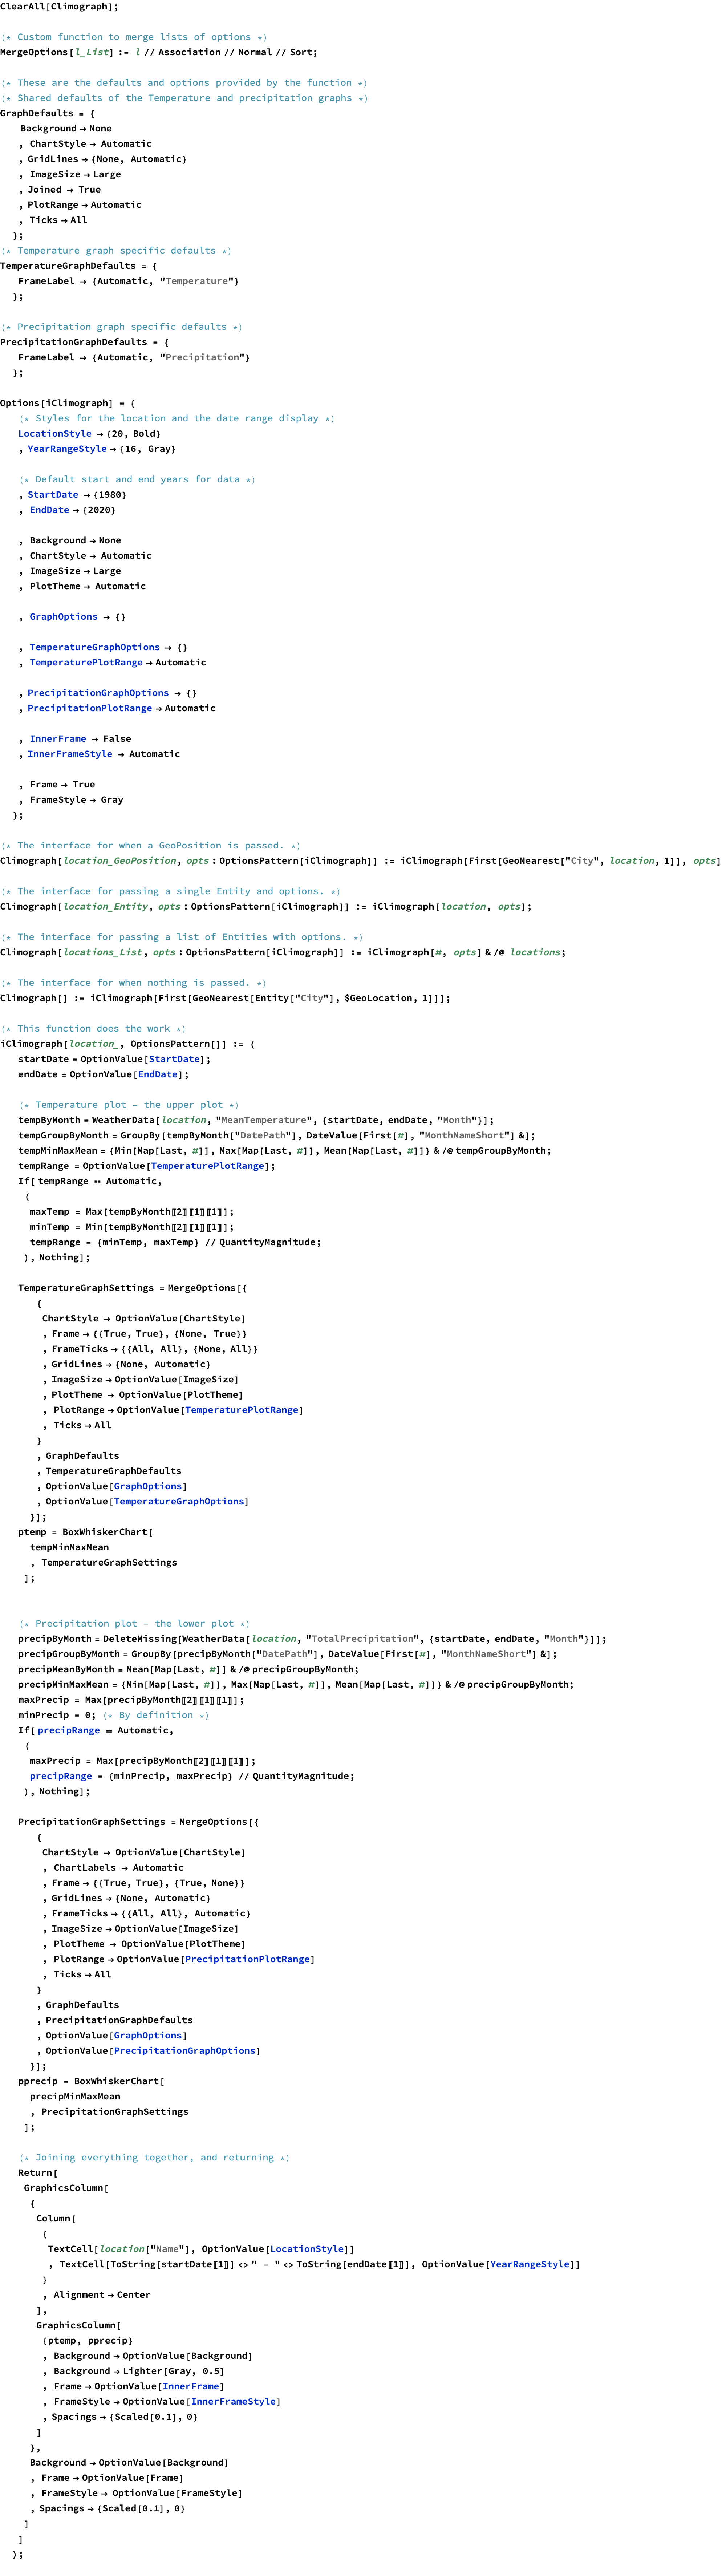 ClearAll[Climograph];
(* Custom function to merge lists of options *)
MergeOptions[l_List] := l // Association // Normal // Sort;
(* These are the defaults and options provided by the function *)
(* Shared defaults of the Temperature and precipitation graphs *)
GraphDefaults = {
Background → None
, ChartStyle → Automatic
, GridLines → {None, Automatic}
, ImageSize → Large
, Joined → True
, PlotRange → Automatic
, Ticks → All
};
(* Temperature graph specific defaults *)
TemperatureGraphDefaults = {
FrameLabel → {Automatic, "Temperature"}
};
(* Precipitation graph specific defaults *)
PrecipitationGraphDefaults = {
FrameLabel → {Automatic, "Precipitation"}
};
Options[iClimograph] = {
(* Styles for the location and the date range display *)
LocationStyle → {20, Bold}
, YearRangeStyle → {16, Gray}
(* Default start and end years for data *)
, StartDate → {1980}
, EndDate → {2020}
, Background → None
, ChartStyle → Automatic
, ImageSize → Large
, PlotTheme → Automatic
, GraphOptions → {}
, TemperatureGraphOptions → {}
, TemperaturePlotRange → Automatic
, PrecipitationGraphOptions → {}
, PrecipitationPlotRange → Automatic
, InnerFrame → False
, InnerFrameStyle → Automatic
, Frame → True
, FrameStyle → Gray
};
(* The interface for when a GeoPosition is passed. *)
Climograph[location_GeoPosition, opts : OptionsPattern[iClimograph]] := iClimograph[First[GeoNearest["City", location, 1]], opts]
(* The interface for passing a single Entity and options. *)
Climograph[location_Entity, opts : OptionsPattern[iClimograph]] := iClimograph[location, opts];
(* The interface for passing a list of Entities with options. *)
Climograph[locations_List, opts : OptionsPattern[iClimograph]] := iClimograph[#, opts] & /@ locations;
(* The interface for when nothing is passed. *)
Climograph[] := iClimograph[First[GeoNearest[Entity["City"], $GeoLocation, 1]]];
(* This function does the work *)
iClimograph[location_, OptionsPattern[]] := (
startDate = OptionValue[StartDate];
endDate = OptionValue[EndDate];
(* Temperature plot – the upper plot *)
tempByMonth = WeatherData[location, "MeanTemperature", {startDate, endDate, "Month"}];
tempGroupByMonth = GroupBy[tempByMonth["DatePath"], DateValue[First[#], "MonthNameShort"] &];
tempMinMaxMean = {Min[Map[Last, #]], Max[Map[Last, #]], Mean[Map[Last, #]]} & /@ tempGroupByMonth;
tempRange = OptionValue[TemperaturePlotRange];
If[ tempRange == Automatic,
(
maxTemp = Max[tempByMonth〚2〛〚1〛〚1〛];
minTemp = Min[tempByMonth〚2〛〚1〛〚1〛];
tempRange = {minTemp, maxTemp} // QuantityMagnitude;
), Nothing];
TemperatureGraphSettings = MergeOptions[{
{
ChartStyle → OptionValue[ChartStyle]
, Frame → {{True, True}, {None, True}}
, FrameTicks → {{All, All}, {None, All}}
, GridLines → {None, Automatic}
, ImageSize → OptionValue[ImageSize]
, PlotTheme → OptionValue[PlotTheme]
, PlotRange → OptionValue[TemperaturePlotRange]
, Ticks → All
}
, GraphDefaults
, TemperatureGraphDefaults
, OptionValue[GraphOptions]
, OptionValue[TemperatureGraphOptions]
}];
ptemp = BoxWhiskerChart[
tempMinMaxMean
, TemperatureGraphSettings
];
(* Precipitation plot – the lower plot *)
precipByMonth = DeleteMissing[WeatherData[location, "TotalPrecipitation", {startDate, endDate, "Month"}]];
precipGroupByMonth = GroupBy[precipByMonth["DatePath"], DateValue[First[#], "MonthNameShort"] &];
precipMeanByMonth = Mean[Map[Last, #]] & /@ precipGroupByMonth;
precipMinMaxMean = {Min[Map[Last, #]], Max[Map[Last, #]], Mean[Map[Last, #]]} & /@ precipGroupByMonth;
maxPrecip = Max[precipByMonth〚2〛〚1〛〚1〛];
minPrecip = 0; (* By definition *)
If[ precipRange == Automatic,
(
maxPrecip = Max[precipByMonth〚2〛〚1〛〚1〛];
precipRange = {minPrecip, maxPrecip} // QuantityMagnitude;
), Nothing];
PrecipitationGraphSettings = MergeOptions[{
{
ChartStyle → OptionValue[ChartStyle]
, ChartLabels → Automatic
, Frame → {{True, True}, {True, None}}
, GridLines → {None, Automatic}
, FrameTicks → {{All, All}, Automatic}
, ImageSize → OptionValue[ImageSize]
, PlotTheme → OptionValue[PlotTheme]
, PlotRange → OptionValue[PrecipitationPlotRange]
, Ticks → All
}
, GraphDefaults
, PrecipitationGraphDefaults
, OptionValue[GraphOptions]
, OptionValue[PrecipitationGraphOptions]
}];
pprecip = BoxWhiskerChart[
precipMinMaxMean
, PrecipitationGraphSettings
];
(* Joining everything together, and returning *)
Return[
GraphicsColumn[
{
Column[
{
TextCell[location["Name"], OptionValue[LocationStyle]]
, TextCell[ToString[startDate〚1〛] <> " – " <> ToString[endDate〚1〛], OptionValue[YearRangeStyle]]
}
, Alignment → Center
],
GraphicsColumn[
{ptemp, pprecip}
, Background → OptionValue[Background]
, Background → Lighter[Gray, 0.5]
, Frame → OptionValue[InnerFrame]
, FrameStyle → OptionValue[InnerFrameStyle]
, Spacings → {Scaled[0.1], 0}
]
},
Background → OptionValue[Background]
, Frame → OptionValue[Frame]
, FrameStyle → OptionValue[FrameStyle]
, Spacings → {Scaled[0.1], 0}
]
]
);